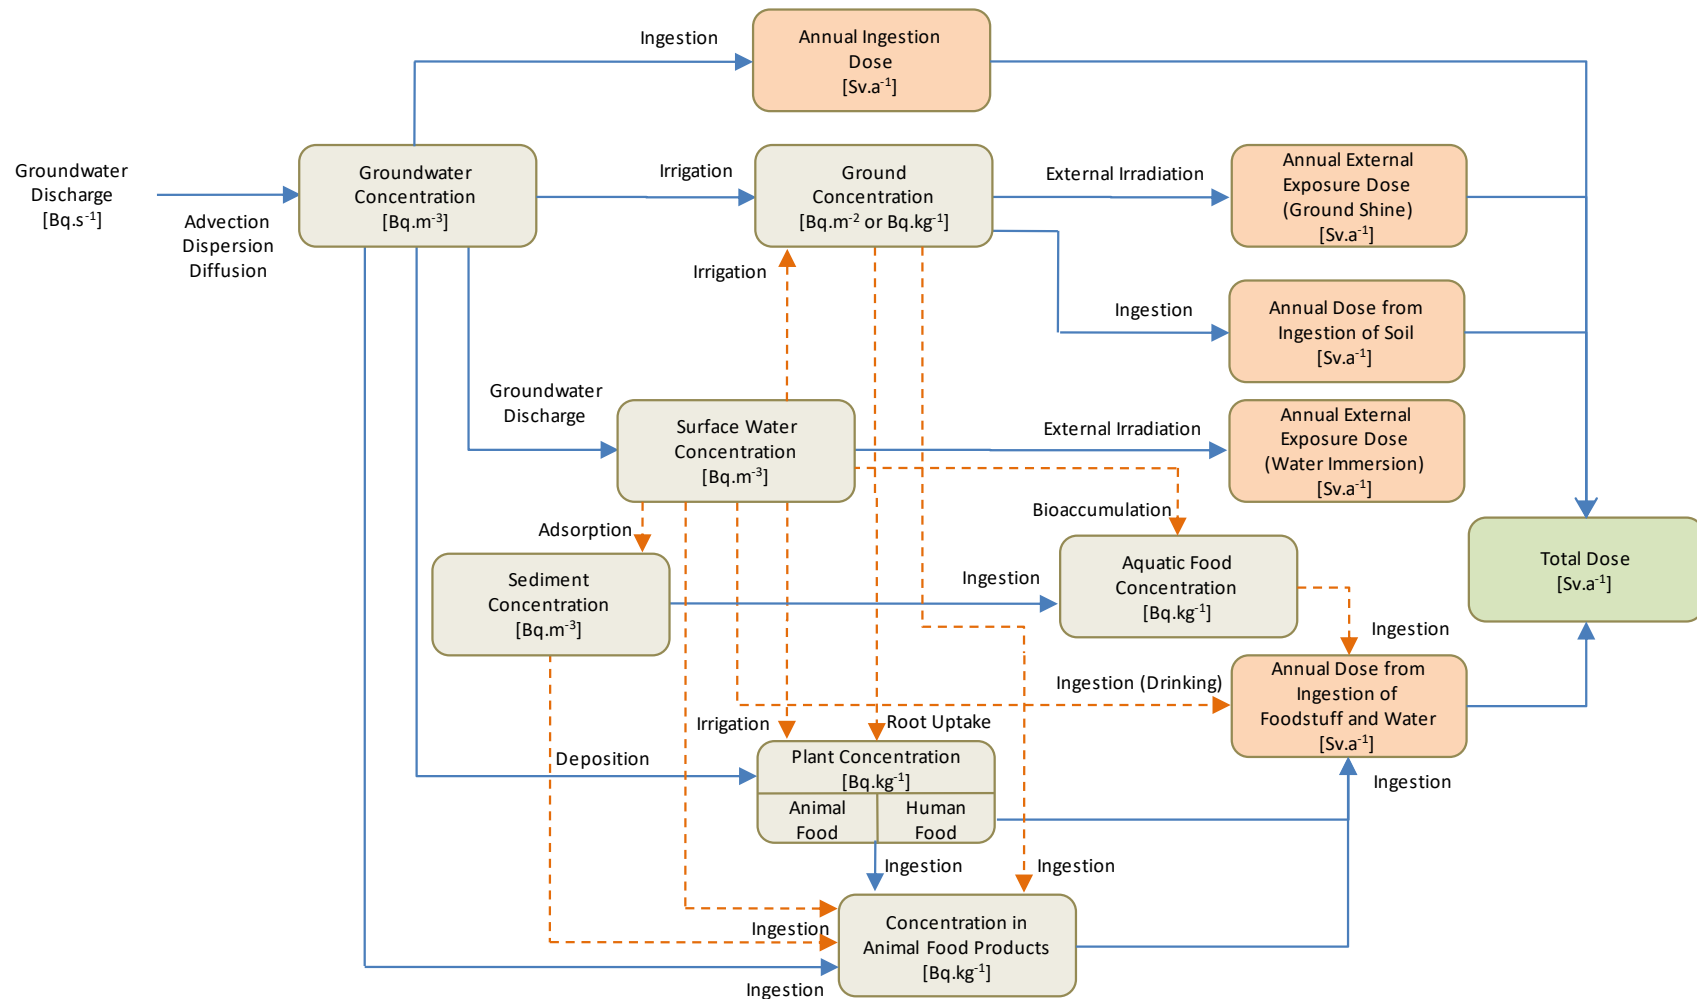 Ingestion
Annual Ingestion
Dose
[Sv.a⁻¹]
Groundwater
Discharge
[Bq.s⁻¹]
Advection
Dispersion
Diffusion
Groundwater
Concentration
[Bq.m⁻³]
Irrigation
Ground
Concentration
[Bq.m⁻² or Bq.kg⁻¹]
External Irradiation
Annual External
Exposure Dose
(Ground Shine)
[Sv.a⁻¹]
Irrigation
Ingestion
Annual Dose from
Ingestion of Soil
[Sv.a⁻¹]
Groundwater
Discharge
Surface Water
Concentration
[Bq.m⁻³]
External Irradiation
Annual External
Exposure Dose
(Water Immersion)
[Sv.a⁻¹]
Adsorption
Bioaccumulation
Sediment
Concentration
[Bq.m⁻³]
Ingestion
Aquatic Food
Concentration
[Bq.kg⁻¹]
Total Dose
[Sv.a⁻¹]
Ingestion
Ingestion (Drinking)
Annual Dose from
Ingestion of
Foodstuff and Water
[Sv.a⁻¹]
Irrigation
Root Uptake
Deposition
Plant Concentration
[Bq.kg⁻¹]
Animal
Food
Human
Food
Ingestion
Ingestion
Ingestion
Ingestion
Concentration in
Animal Food Products
[Bq.kg⁻¹]
Ingestion